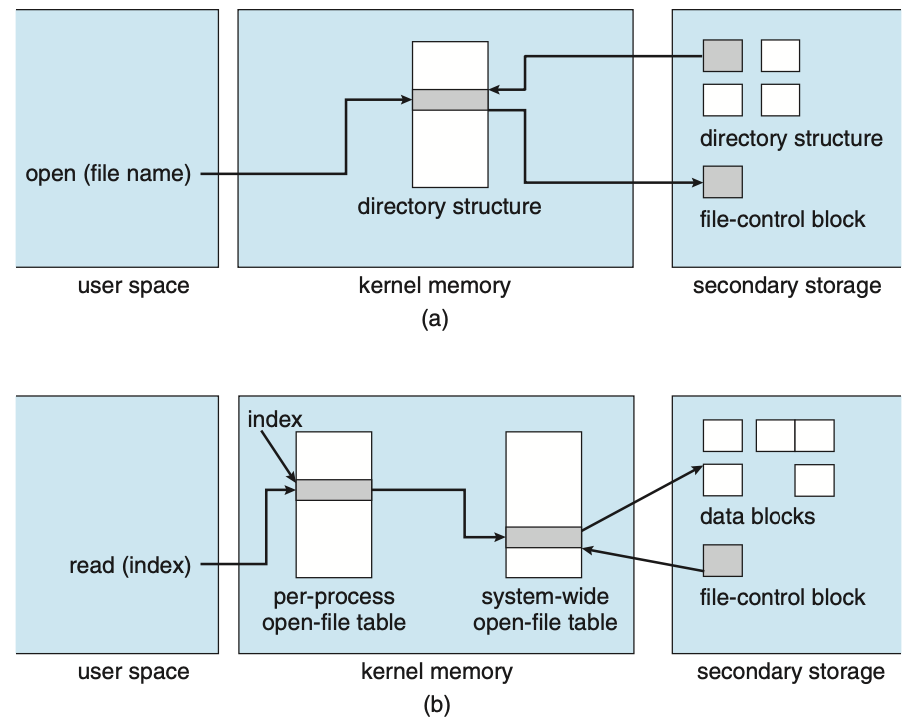 directory structure
open (file name)
directory structure
file-control block
user space
kernel memory
secondary storage
(a)
index
data blocks
read (index)
per-process
open-file table
system-wide
open-file table
file-control block
user space
kernel memory
secondary storage
(b)